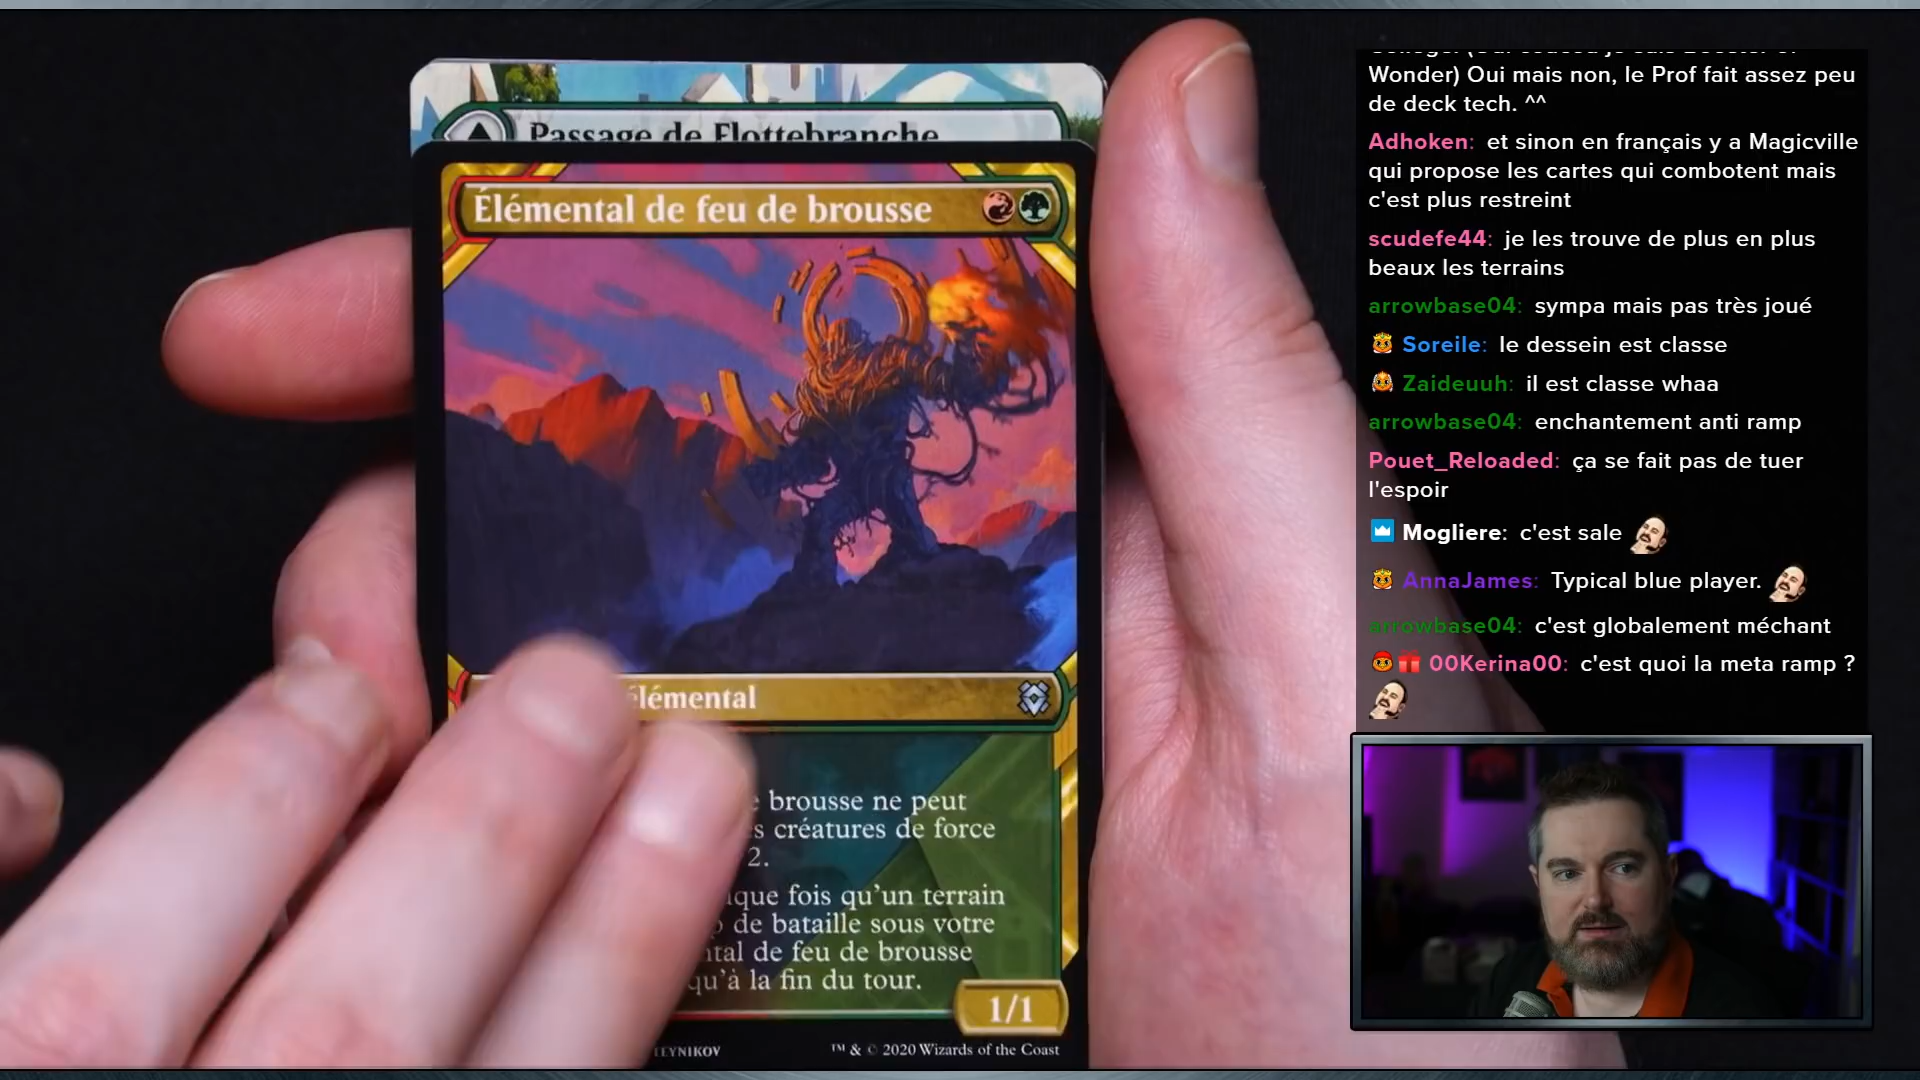 Passage de Flottebranche
Élémental de feu de brousse
élémental
brousse ne peut
créatures de force
2.
fois qu'un terrain
de bataille sous votre
de feu de brousse
qu'à la fin du tour.
1/1
™ & © 2020 Wizards of the Coast
Wonder) Oui mais non, le Prof fait assez peu
de deck tech. ^^
Adhoken: et sinon en français y a Magicville
qui propose les cartes qui combotent mais
c'est plus restreint
scudefe44: je les trouve de plus en plus
beaux les terrains
arrowbase04: sympa mais pas très joué
Soreile: le dessein est classe
Zaideuuh: il est classe whaa
arrowbase04: enchantement anti ramp
Pouet_Reloaded: ça se fait pas de tuer
l'espoir
Mogliere: c'est sale
AnnaJames: Typical blue player.
arrowbase04: c'est globalement méchant
00Kerina00: c'est quoi la meta ramp ?